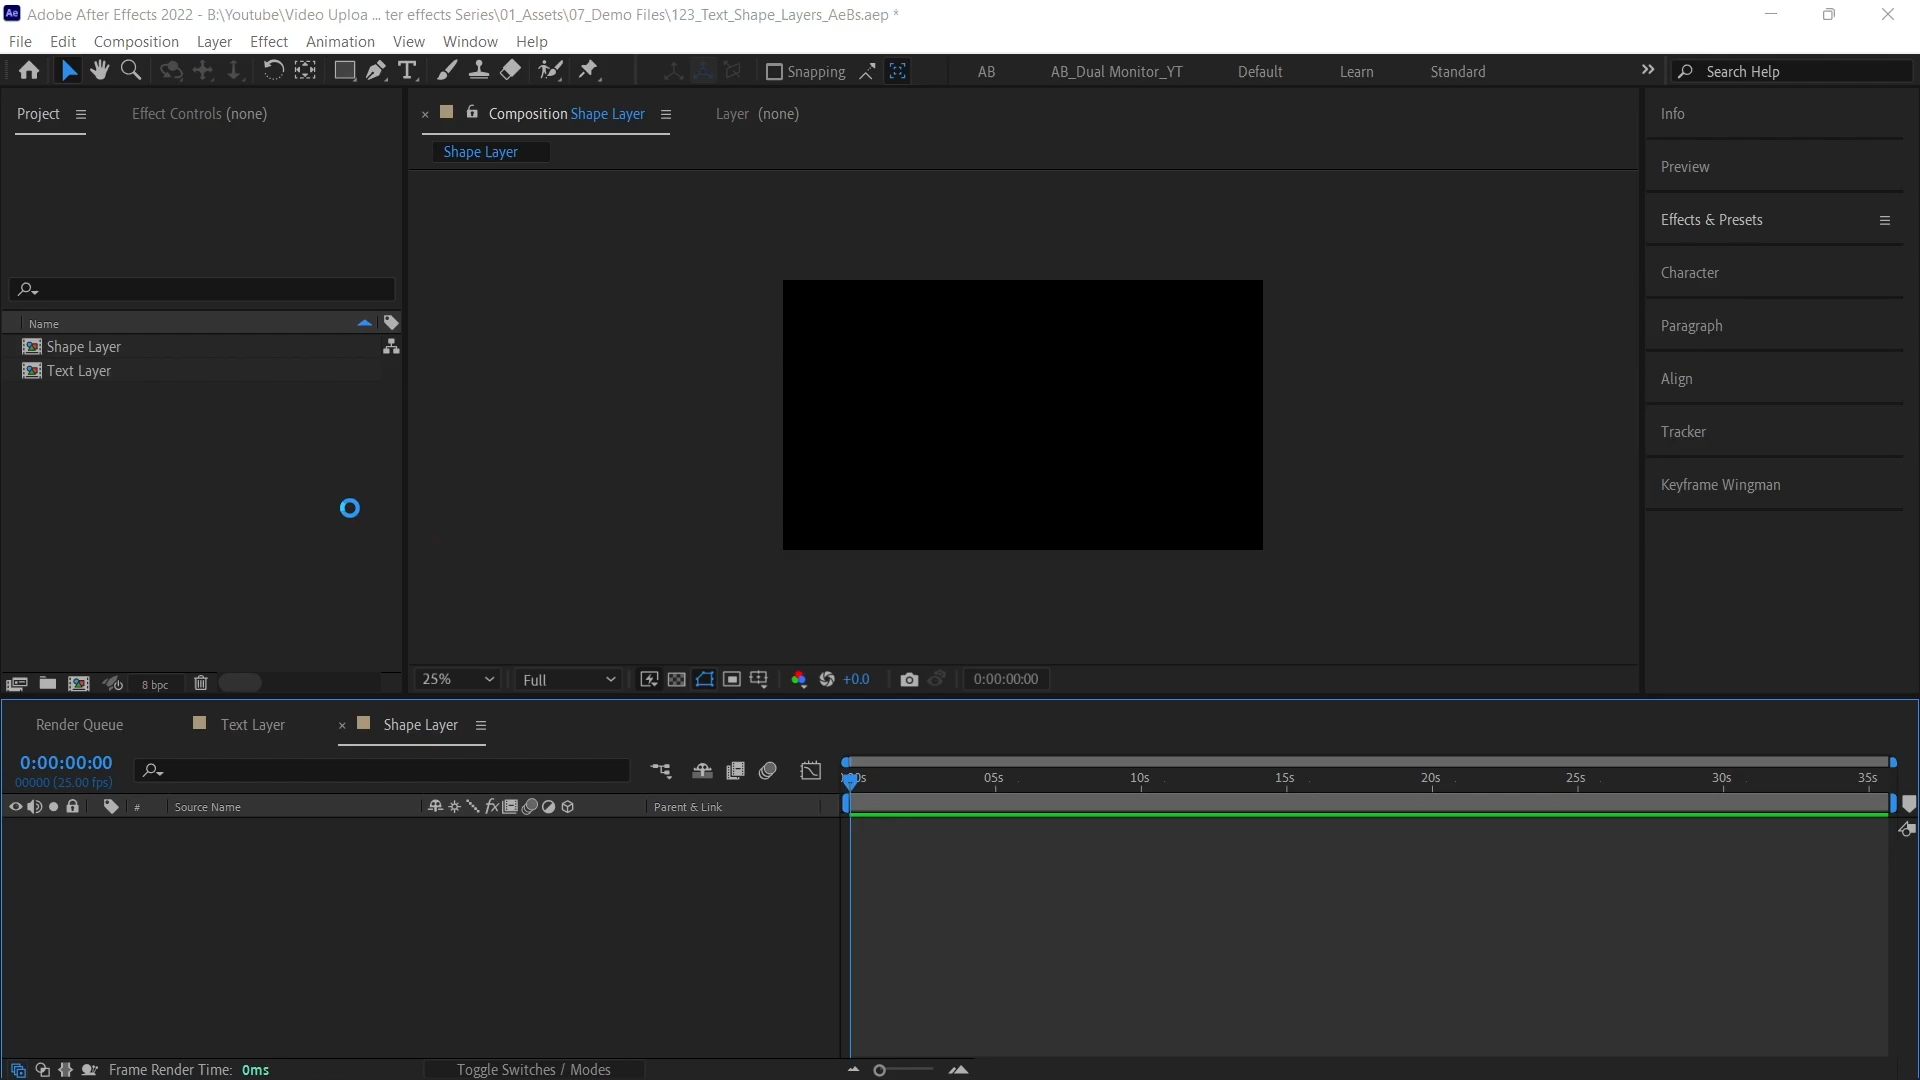 Ae Adobe After Effects 2022 - B:\Youtube\Video Uploa ... ter effects Series\01_Assets\07_Demo Files\123_Text_Shape_Layers_AeBs.aep *
File Edit Composition Layer Effect Animation View Window Help
Snapping AB AB_Dual Monitor_YT Default Learn Standard Search Help
Project Effect Controls (none) Composition Shape Layer Layer (none) Info
Shape Layer
Preview
Effects & Presets
Character
Name
Shape Layer
Text Layer
Paragraph
Align
Tracker
Keyframe Wingman
8 bpc 25% Full +0.0 0:00:00:00
Render Queue Text Layer Shape Layer
0:00:00:00
00000 (25.00 fps)
:00s 05s 10s 15s 20s 25s 30s 35s
# Source Name fx Parent & Link
Frame Render Time: 0ms Toggle Switches / Modes